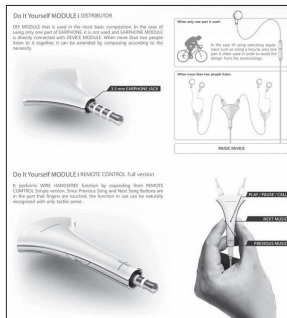 Do It Yourself MODULE I DISTRIBUTOR
DIY MODULE that is used in the most basic composition. In the case of
using only one part of EARPHONE, it is not used and EARPHONE MODULE
is directly connected with DEVICE MODULE. When more than two people
listen to it together, it can be extended by composing according to the
necessity.
3.5 mm EARPHONE JACK
When only one part is used
In the case of using exercising equip-
ment such as riding a bicycle, only one
part is often used in order to avoid the
danger from the surroundings.
When more than two people listen.
MUSIC DEVICE
Do It Yourself MODULE I REMOTE CONTROL Full version
It performs WIRE HANDSFREE function by expanding from REMOTE
CONTROL Simple version. Since Previous Song and Next Song Buttons are
in the part that fingers are touched, the function in use can be naturally
recognized with only tactile sense.
PLAY / PAUSE / CALL
NEXT MUSIC
PREVIOUS MUSIC